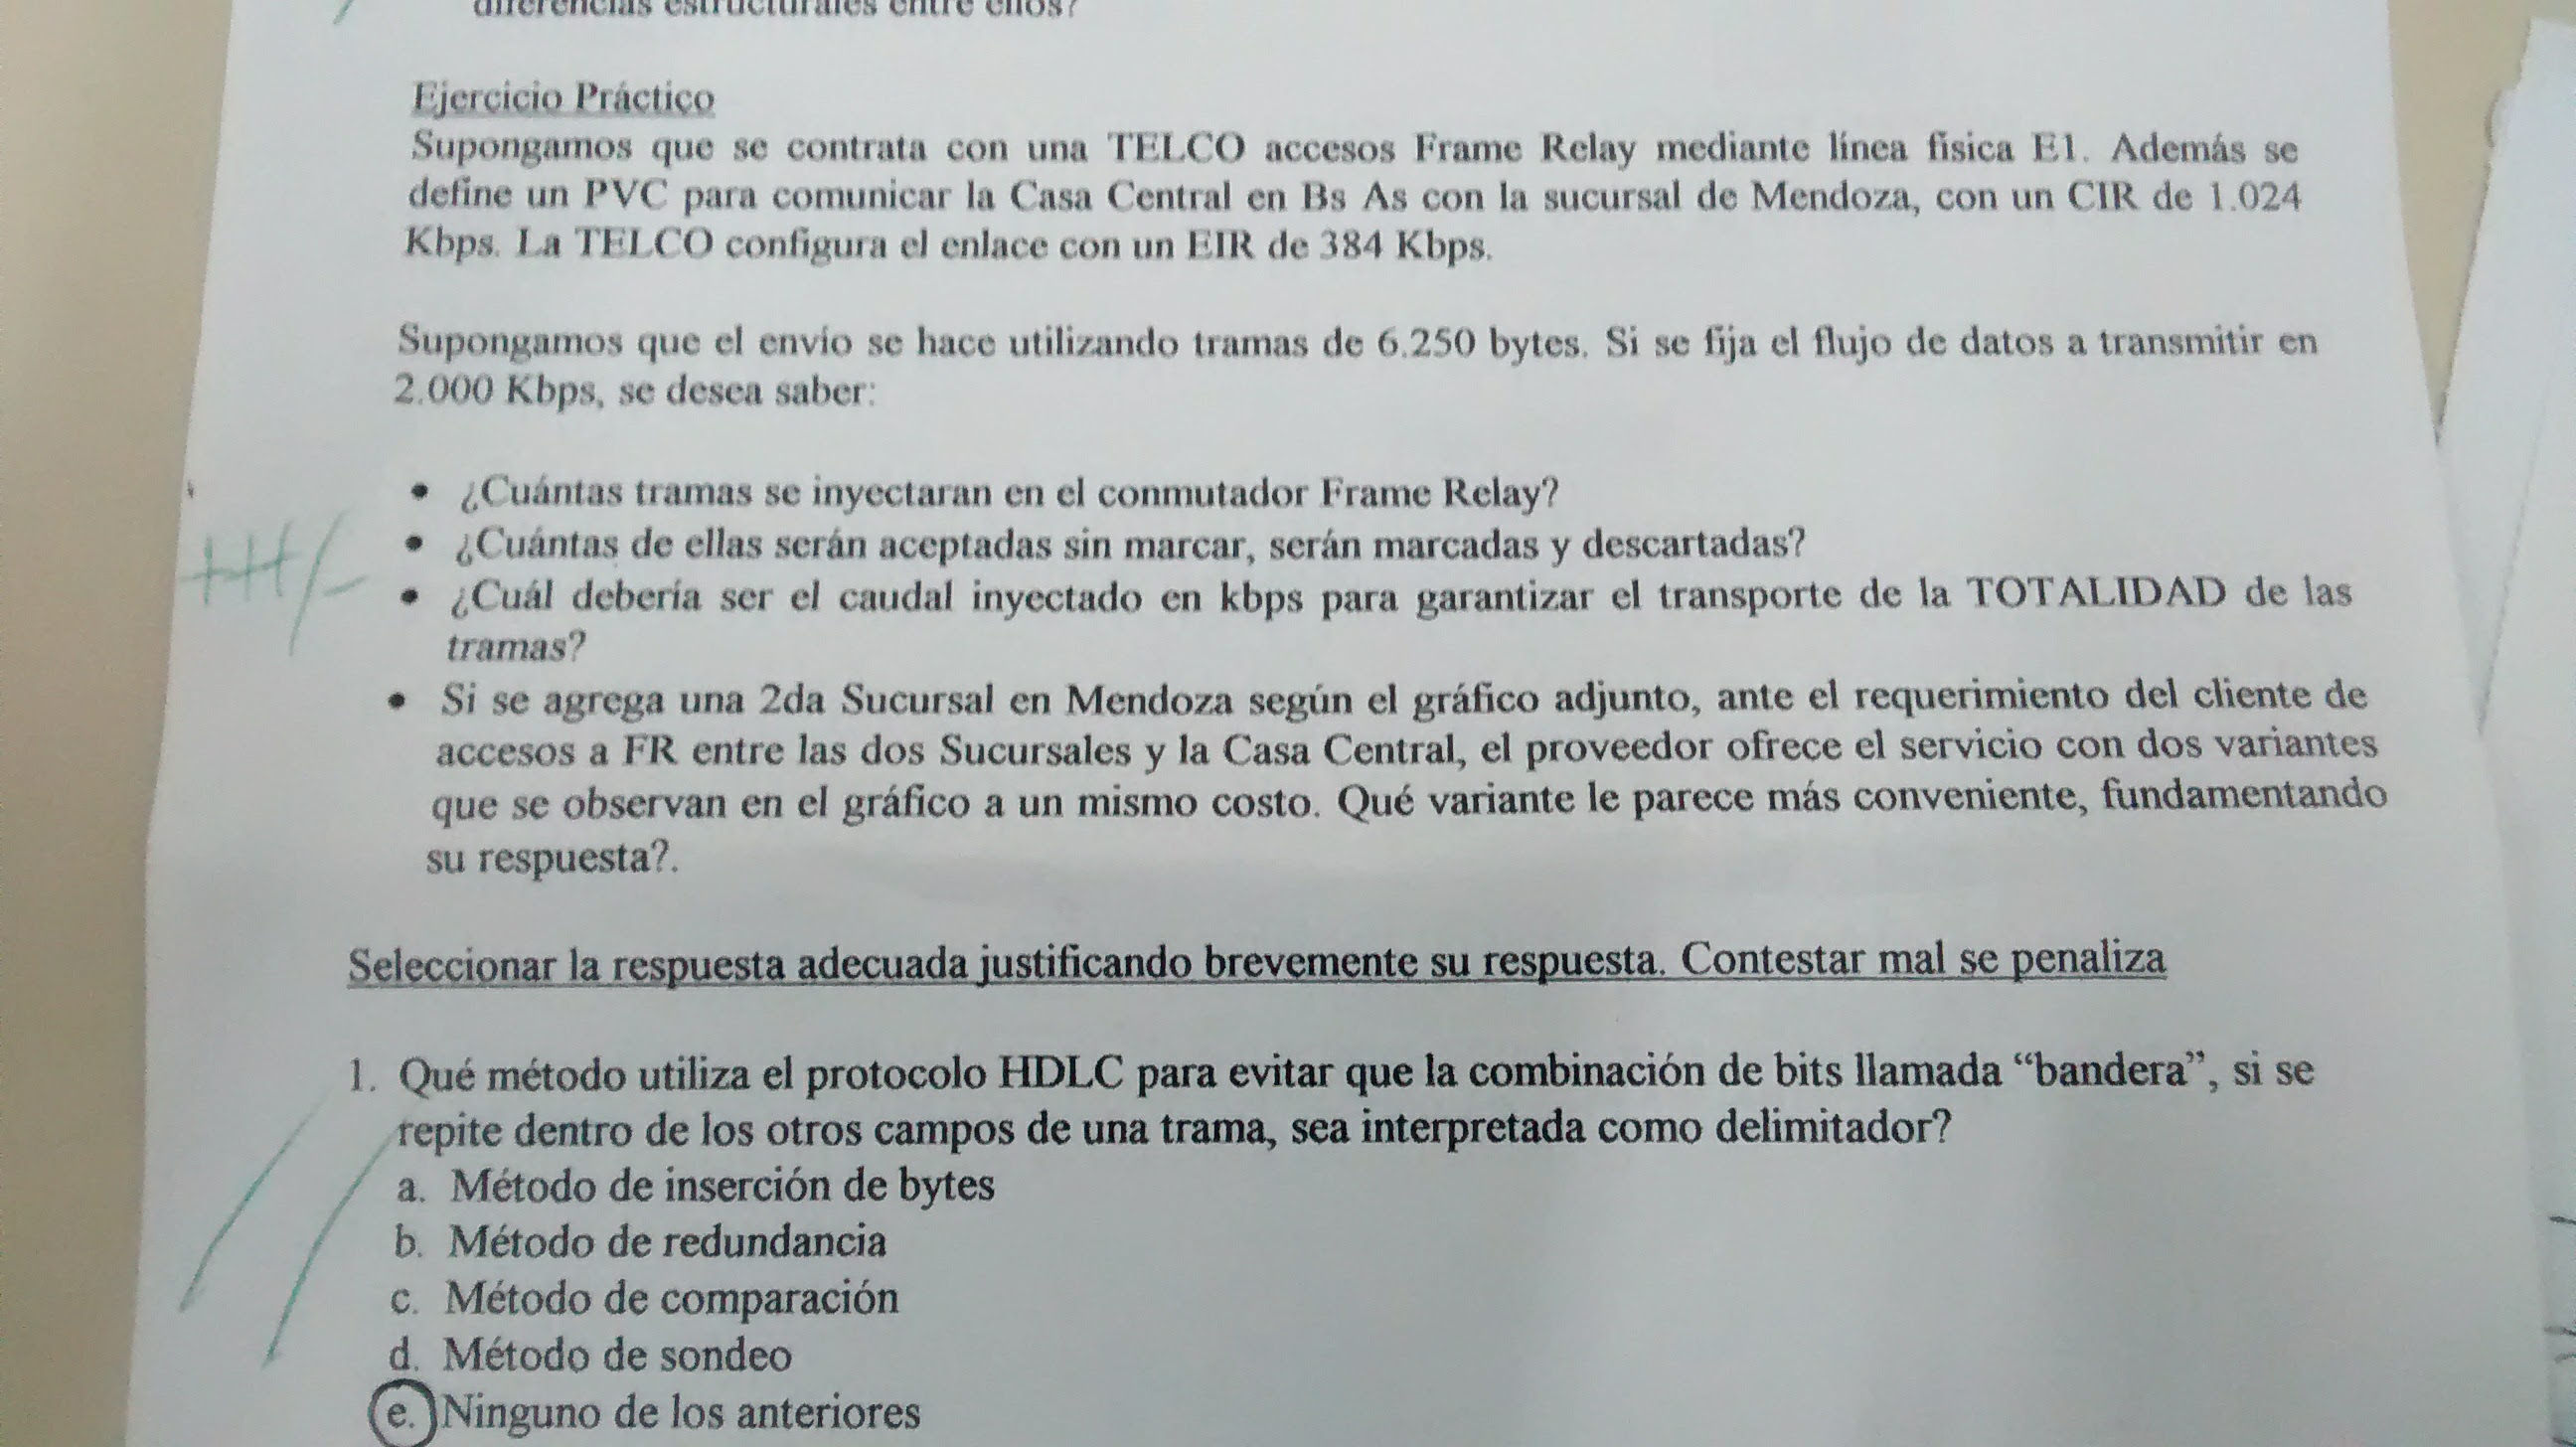 diferencias estructurales entre ellos?
Ejercicio Práctico
Supongamos que se contrata con una TELCO accesos Frame Relay mediante línea física E1. Además se
define un PVC para comunicar la Casa Central en Bs As con la sucursal de Mendoza, con un CIR de 1.024
Kbps. La TELCO configura el enlace con un EIR de 384 Kbps.
Supongamos que el envío se hace utilizando tramas de 6.250 bytes. Si se fija el flujo de datos a transmitir en
2.000 Kbps, se desea saber:
• ¿Cuántas tramas se inyectaran en el conmutador Frame Relay?
• ¿Cuántas de ellas serán aceptadas sin marcar, serán marcadas y descartadas?
• ¿Cuál debería ser el caudal inyectado en kbps para garantizar el transporte de la TOTALIDAD de las
tramas?
• Si se agrega una 2da Sucursal en Mendoza según el gráfico adjunto, ante el requerimiento del cliente de
accesos a FR entre las dos Sucursales y la Casa Central, el proveedor ofrece el servicio con dos variantes
que se observan en el gráfico a un mismo costo. Qué variante le parece más conveniente, fundamentando
su respuesta?.
Seleccionar la respuesta adecuada justificando brevemente su respuesta. Contestar mal se penaliza
1. Qué método utiliza el protocolo HDLC para evitar que la combinación de bits llamada “bandera”, si se
repite dentro de los otros campos de una trama, sea interpretada como delimitador?
a. Método de inserción de bytes
b. Método de redundancia
c. Método de comparación
d. Método de sondeo
e. Ninguno de los anteriores